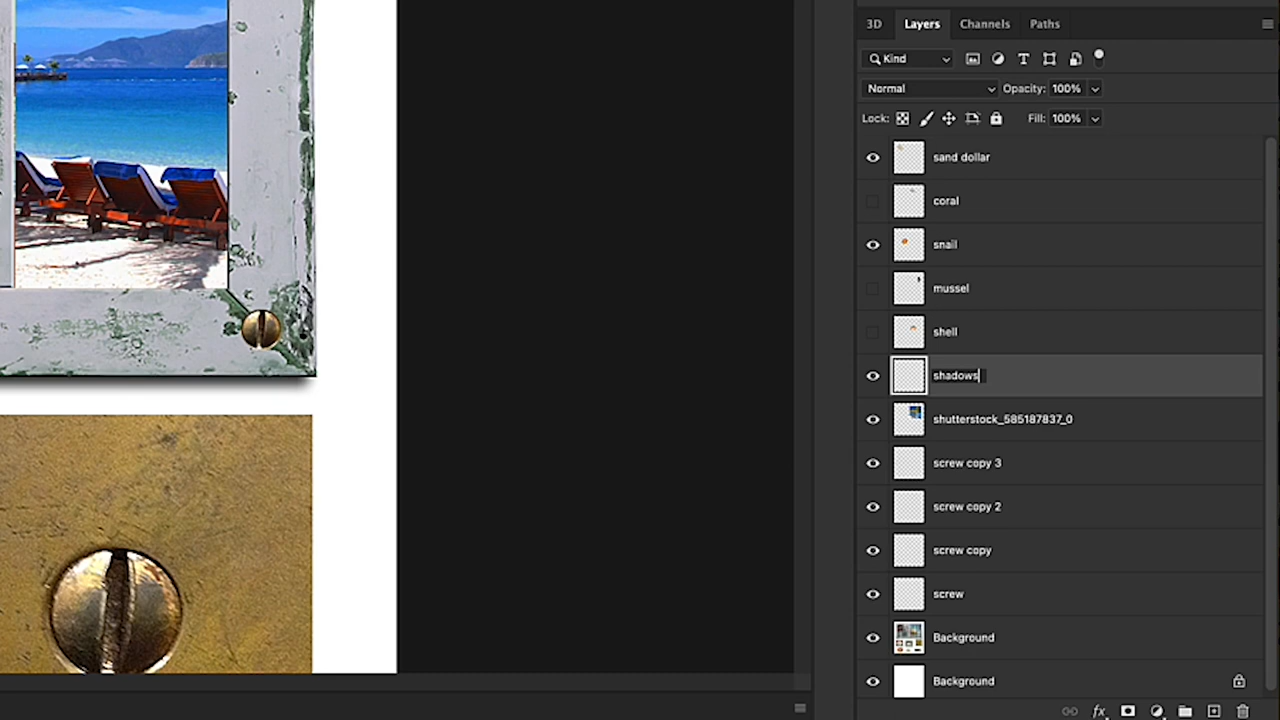 3D Layers Channels Paths
Kind
Normal Opacity: 100%
Lock: Fill: 100%
sand dollar
coral
snail
mussel
shell
shadows
shutterstock_585187837_0
screw copy 3
screw copy 2
screw copy
screw
Background
Background
fx